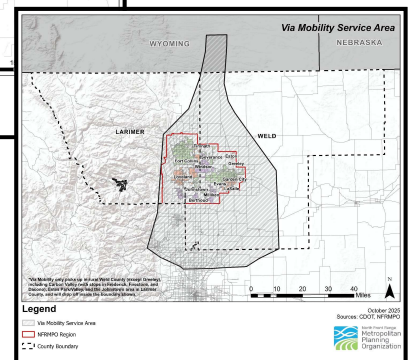 Via Mobility Service Area
WYOMING
NEBRASKA
LARIMER
WELD
Fort Collins
Severance
Eaton
Windsor
Greeley
Loveland
Garden City
Evans
LaSalle
Johnstown
Milliken
Berthoud
*Via Mobility only picks up in rural Weld County (except Greeley),
including Carbon Valley (with stops in Frederick, Firestone, and
Dacono), Estes Park/Valley, and the Johnstown area in Larimer
County, and will drop off inside the boundary shown.
0 10 20 30 40
Miles
N
Legend
Via Mobility Service Area
NFRMPO Region
County Boundary
October 2025
Sources: CDOT, NFRMPO
North Front Range
Metropolitan
Planning
Organization